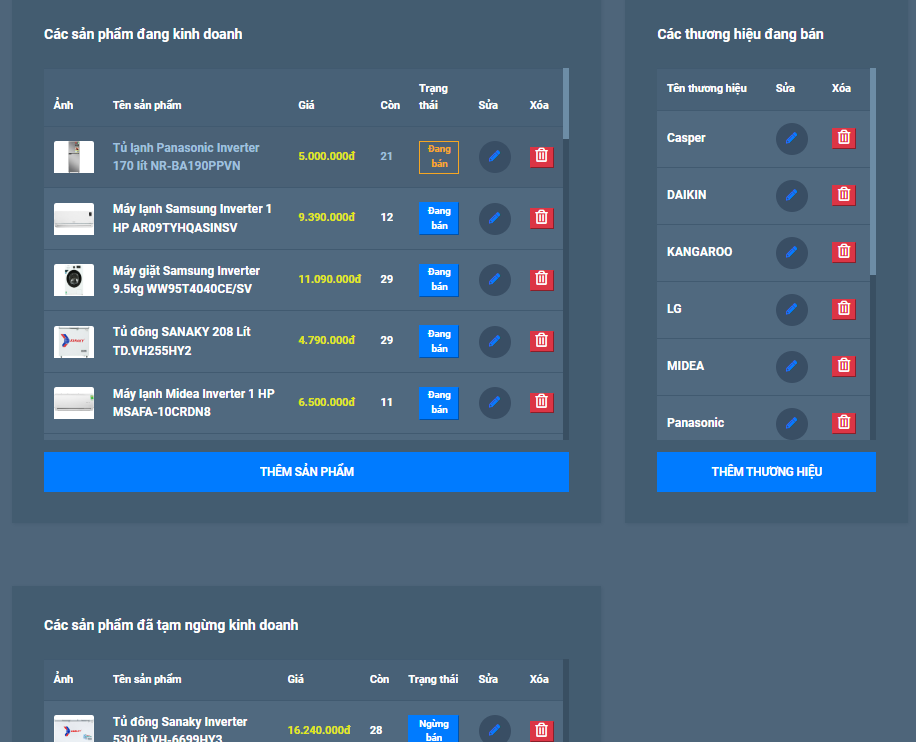 Các sản phẩm đang kinh doanh
Ảnh Tên sản phẩm Giá Còn Trạng thái Sửa Xóa
Tủ lạnh Panasonic Inverter 5.000.000đ 21 Đang bán
170 lít NR-BA190PPVN
Máy lạnh Samsung Inverter 1 9.390.000đ 12 Đang bán
HP AR09TYHQASINSV
Máy giặt Samsung Inverter 11.090.000đ 29 Đang bán
9.5kg WW95T4040CE/SV
Tủ đông SANAKY 208 Lít 4.790.000đ 29 Đang bán
TD.VH255HY2
Máy lạnh Midea Inverter 1 HP 6.500.000đ 11 Đang bán
MSAFA-10CRDN8
THÊM SẢN PHẨM
Các thương hiệu đang bán
Tên thương hiệu Sửa Xóa
Casper
DAIKIN
KANGAROO
LG
MIDEA
Panasonic
THÊM THƯƠNG HIỆU
Các sản phẩm đã tạm ngừng kinh doanh
Ảnh Tên sản phẩm Giá Còn Trạng thái Sửa Xóa
Tủ đông Sanaky Inverter 16.240.000đ 28 Ngừng bán
530 lít VH-6699HY3